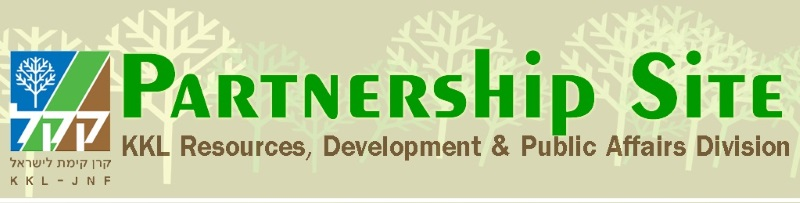 PARTNERShip SiTE
KKL Resources, Development & Public Affairs Division
קקל
קרן קימת לישראל
KKL-JNF